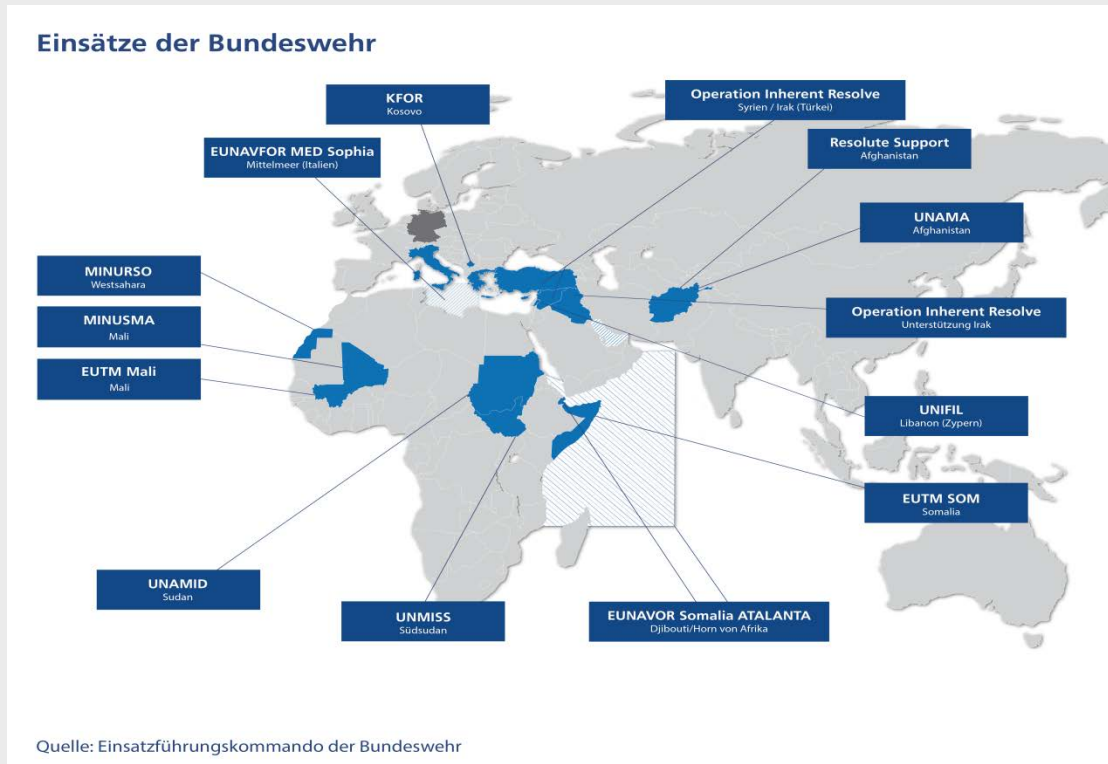 Einsätze der Bundeswehr
KFOR
Kosovo
Operation Inherent Resolve
Syrien / Irak (Türkei)
EUNAVFOR MED Sophia
Mittelmeer (Italien)
Resolute Support
Afghanistan
UNAMA
Afghanistan
MINURSO
Westsahara
MINUSMA
Mali
EUTM Mali
Mali
Operation Inherent Resolve
Unterstützung Irak
UNIFIL
Libanon (Zypern)
EUTM SOM
Somalia
UNAMID
Sudan
UNMISS
Südsudan
EUNAVOR Somalia ATALANTA
Djibouti/Horn von Afrika
Quelle: Einsatzführungskommando der Bundeswehr